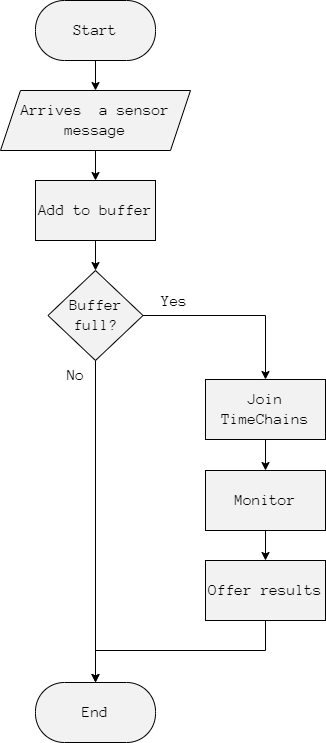 Start
Arrives  a sensor
message
Add to buffer
Buffer
full?
Yes
No
Join
TimeChains
Monitor
Offer results
End